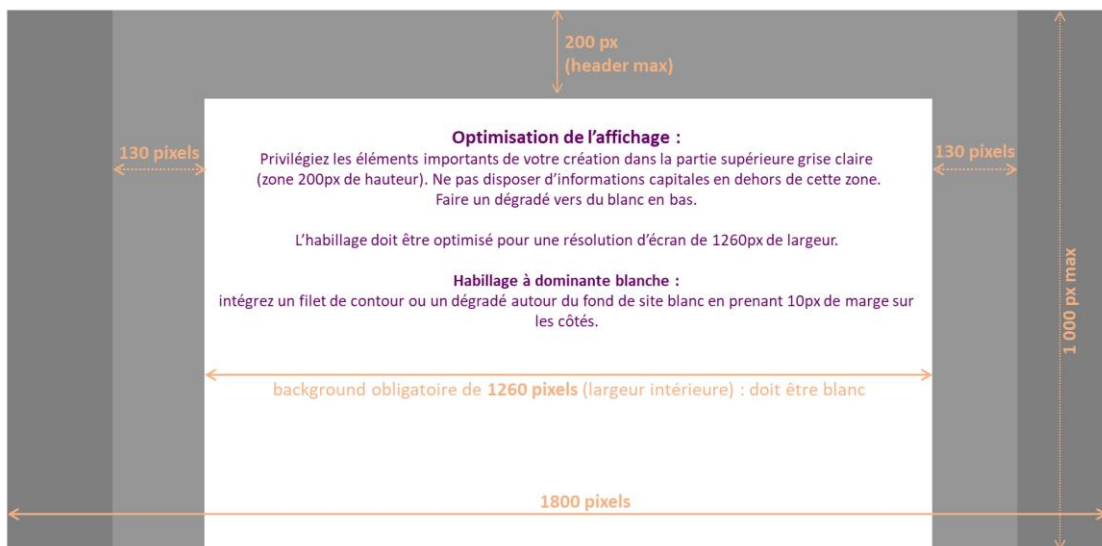 200 px
(header max)
Optimisation de l’affichage :
130 pixels
130 pixels
Privilégiez les éléments importants de votre création dans la partie supérieure grise claire
(zone 200px de hauteur). Ne pas disposer d’informations capitales en dehors de cette zone.
Faire un dégradé vers du blanc en bas.
L’habillage doit être optimisé pour une résolution d’écran de 1260px de largeur.
Habillage à dominante blanche :
intégrez un filet de contour ou un dégradé autour du fond de site blanc en prenant 10px de marge sur
les côtés.
1 000 px max
background obligatoire de 1260 pixels (largeur intérieure) : doit être blanc
1800 pixels